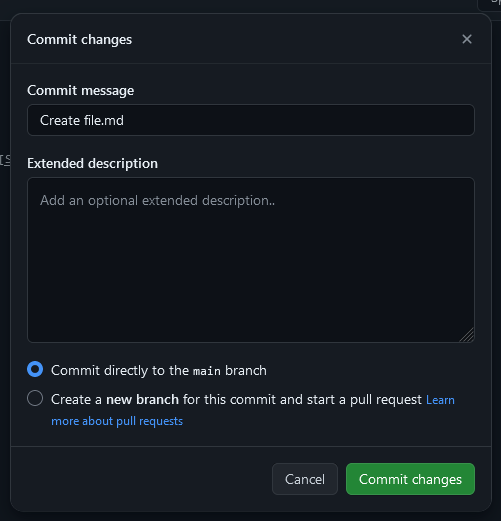 Commit changes
Commit message
Create file.md
Extended description
Add an optional extended description..
Commit directly to the main branch
Create a new branch for this commit and start a pull request Learn
more about pull requests
Cancel
Commit changes